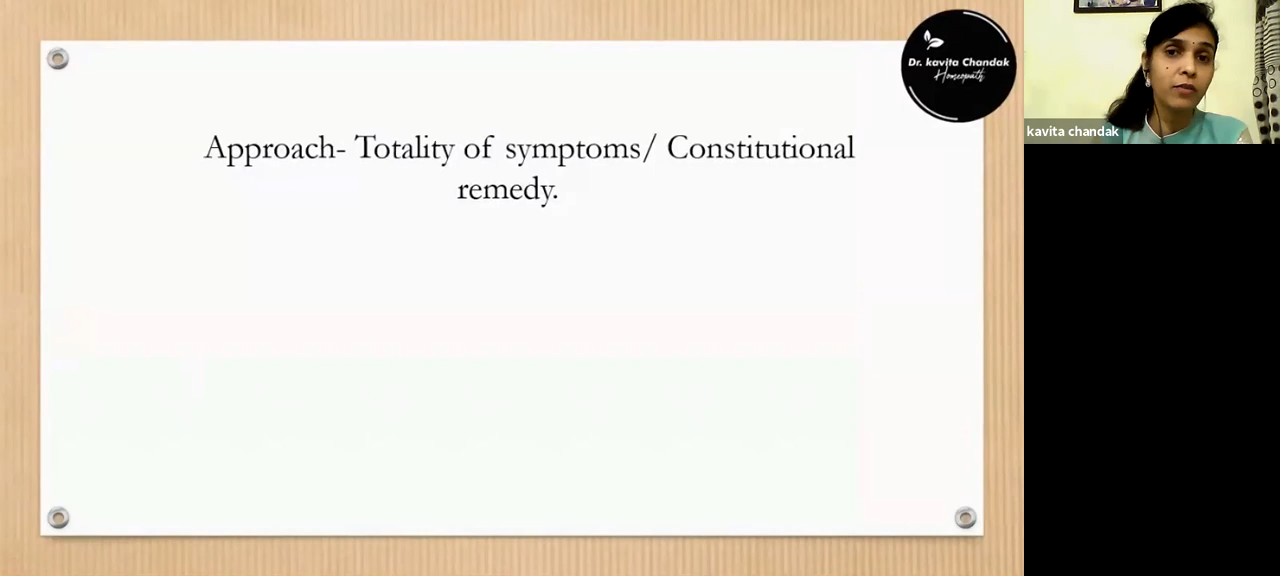 Dr. kavita Chandak
Homeopath
Approach- Totality of symptoms/ Constitutional
remedy.
kavita chandak